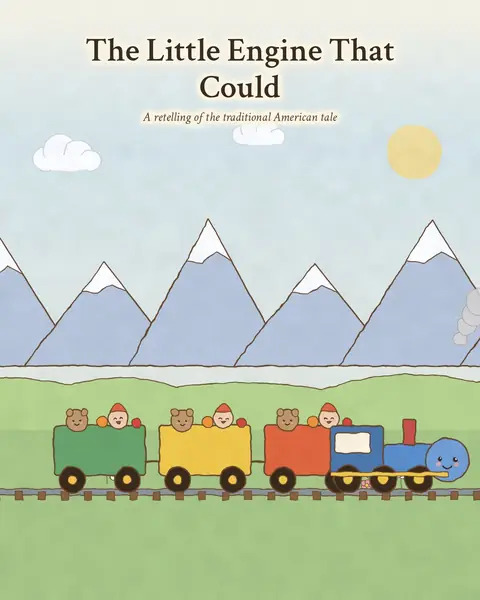 The Little Engine That
Could
A retelling of the traditional American tale